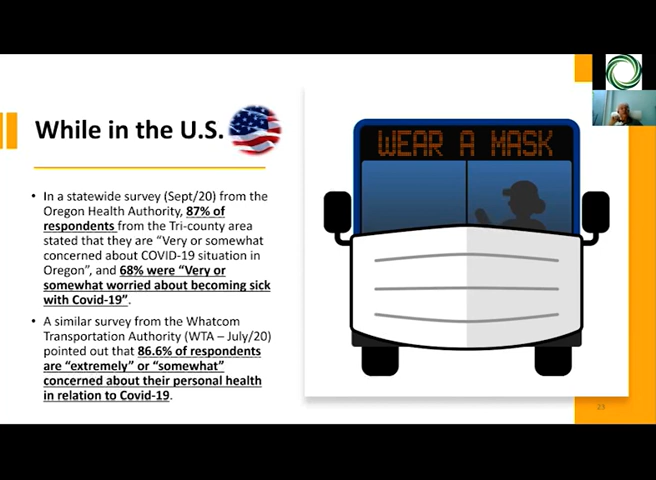 While in the U.S.
• In a statewide survey (Sept/20) from the
Oregon Health Authority, 87% of
respondents from the Tri-county area
stated that they are “Very or somewhat
concerned about COVID-19 situation in
Oregon”, and 68% were “Very or
somewhat worried about becoming sick
with Covid-19”.
• A similar survey from the Whatcom
Transportation Authority (WTA – July/20)
pointed out that 86.6% of respondents
are “extremely” or “somewhat”
concerned about their personal health
in relation to Covid-19.
WEAR A MASK
23